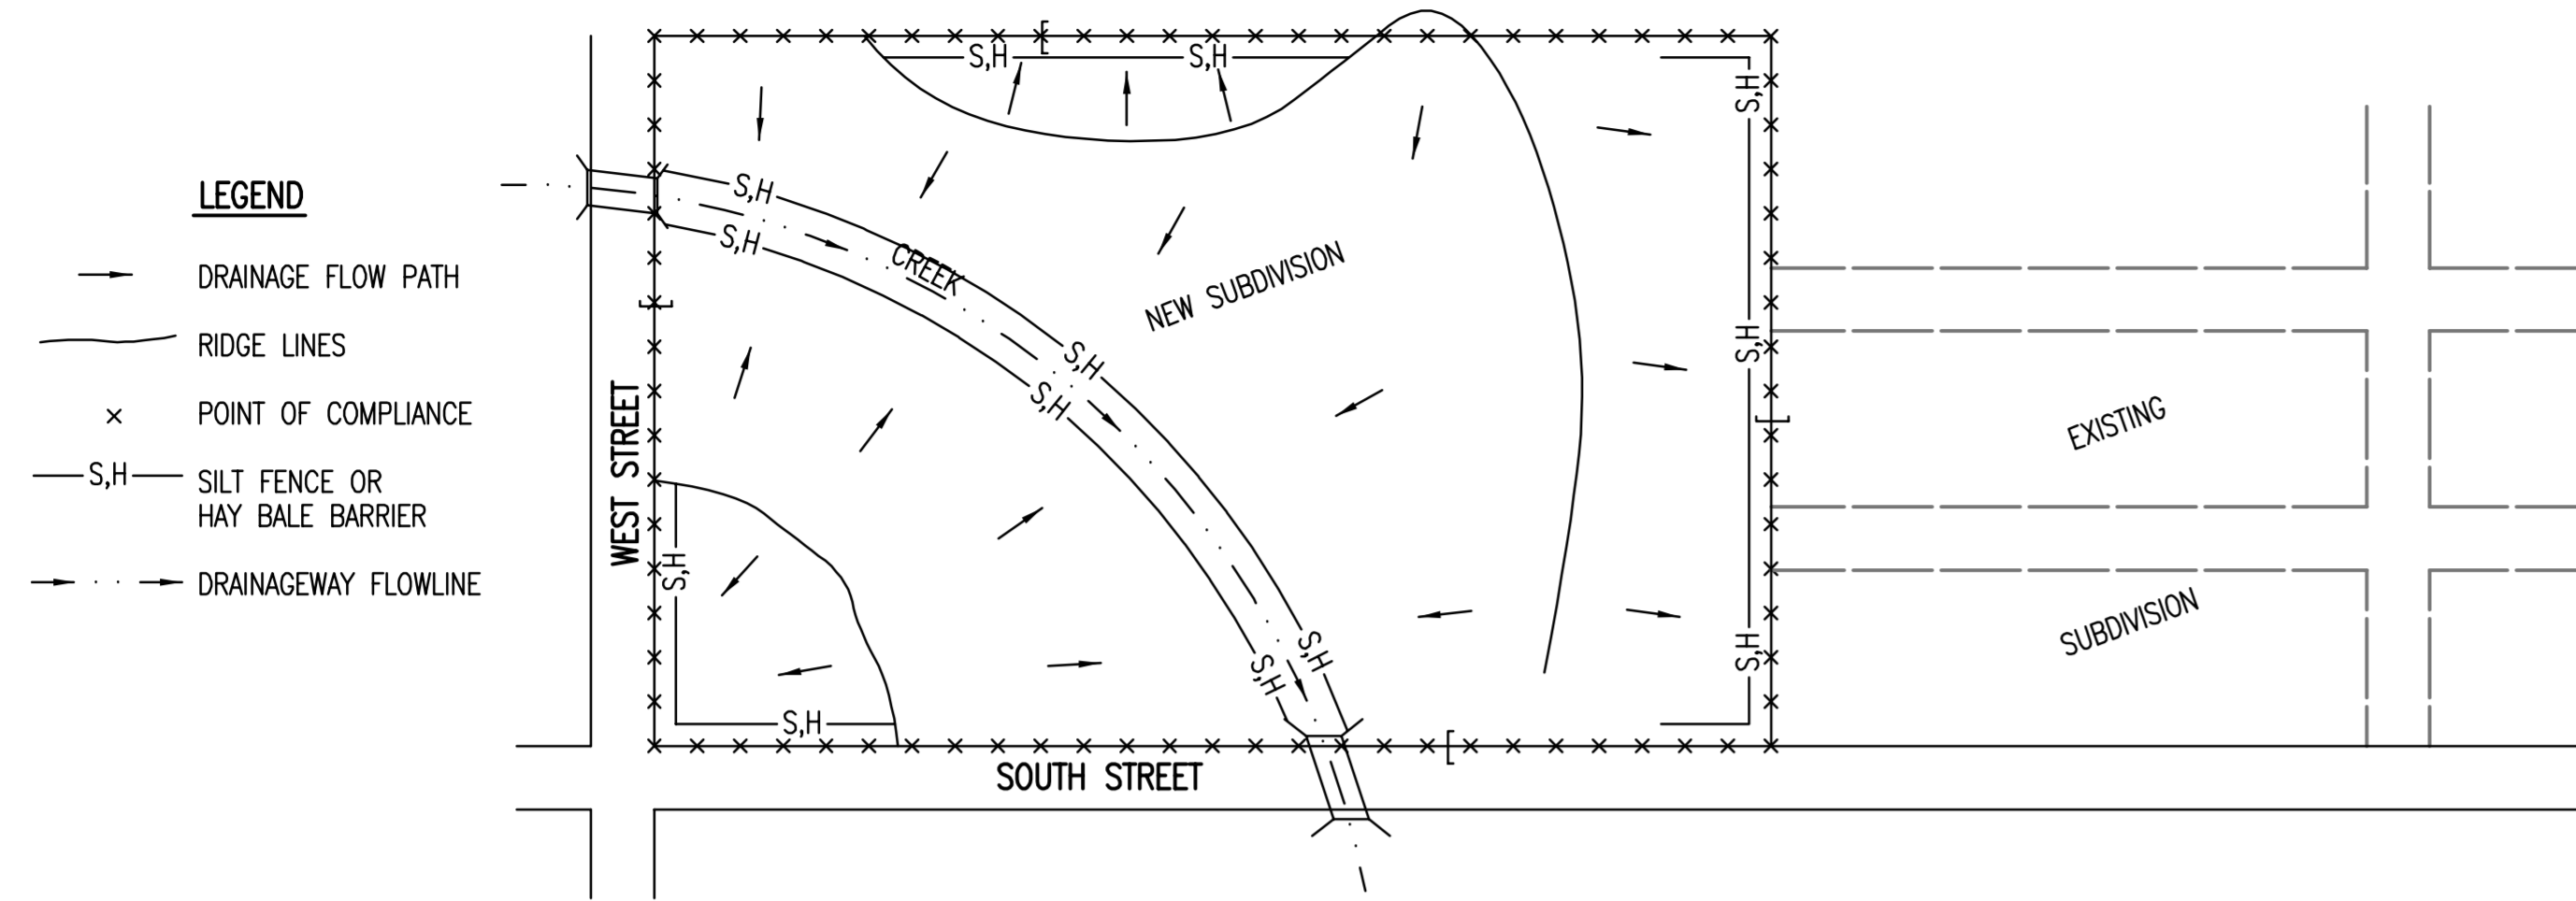 LEGEND
DRAINAGE FLOW PATH
RIDGE LINES
POINT OF COMPLIANCE
S,H
SILT FENCE OR
HAY BALE BARRIER
DRAINAGEWAY FLOWLINE
S,H
S,H
S,H
S,H
S,H
CREEK
NEW SUBDIVISION
S,H
S,H
S,H
WEST STREET
EXISTING
S,H
S,H
S,H
S,H
SUBDIVISION
S,H
SOUTH STREET